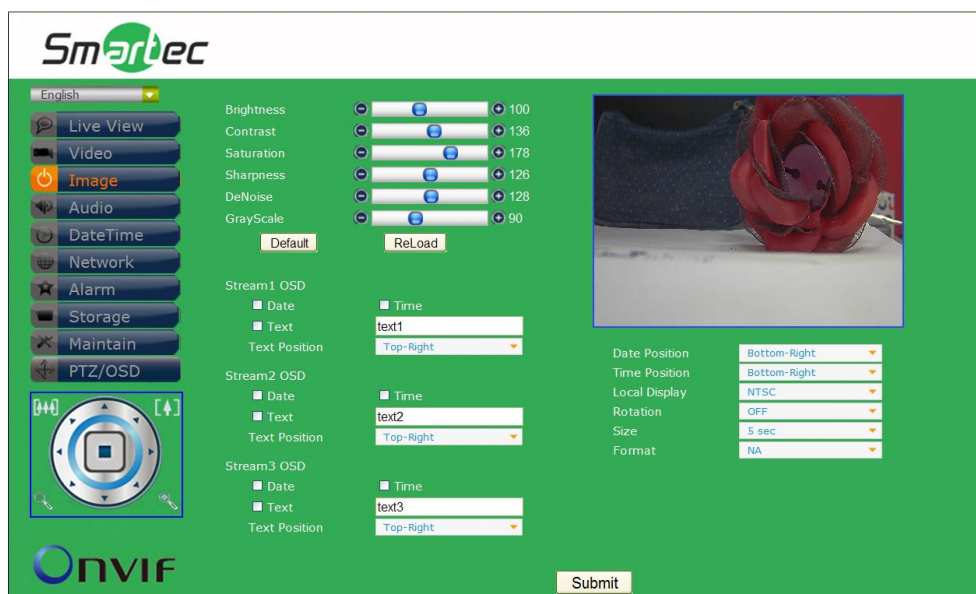 Smartec
English
Live View
Video
Image
Audio
DateTime
Network
Alarm
Storage
Maintain
PTZ/OSD
Brightness 100
Contrast 136
Saturation 178
Sharpness 126
DeNoise 128
GrayScale 90
Default ReLoad
Stream1 OSD
Date Time
Text text1
Text Position Top-Right
Stream2 OSD
Date Time
Text text2
Text Position Top-Right
Stream3 OSD
Date Time
Text text3
Text Position Top-Right
Date Position Bottom-Right
Time Position Bottom-Right
Local Display NTSC
Rotation OFF
Size 5 sec
Format NA
Onvif
Submit